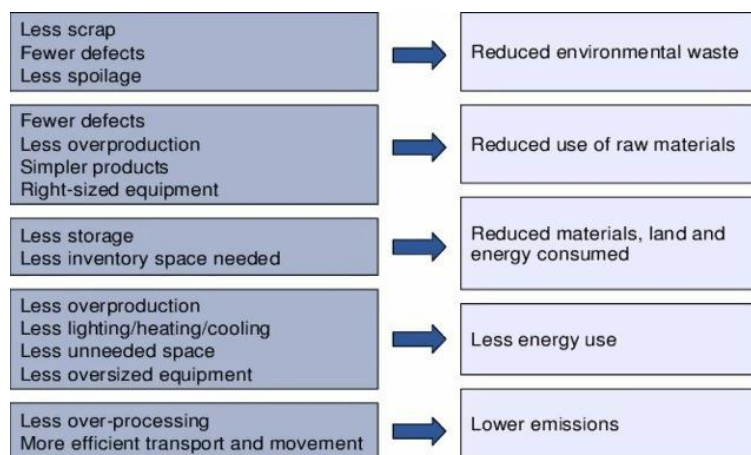 Less scrap
Fewer defects
Less spoilage
Reduced environmental waste
Fewer defects
Less overproduction
Simpler products
Right-sized equipment
Reduced use of raw materials
Less storage
Less inventory space needed
Reduced materials, land and
energy consumed
Less overproduction
Less lighting/heating/cooling
Less unneeded space
Less oversized equipment
Less energy use
Less over-processing
More efficient transport and movement
Lower emissions